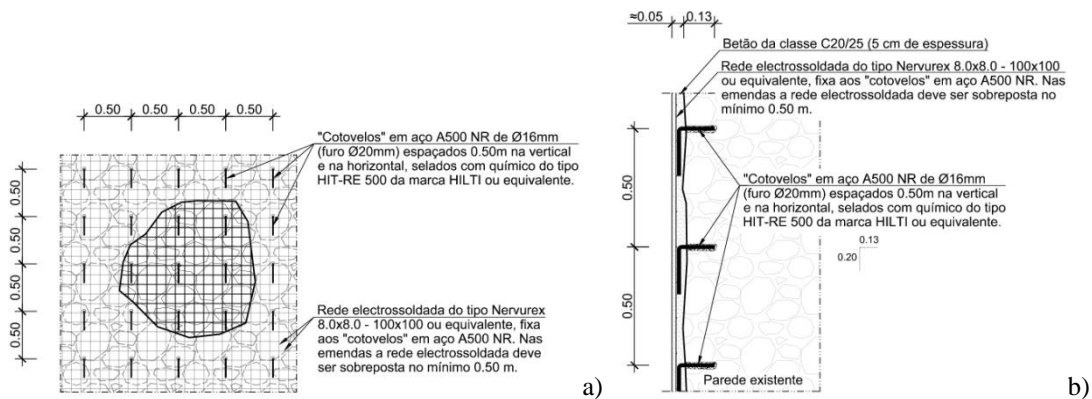 0.50 0.50 0.50 0.50
0.50
0.50
0.50
0.50
"Cotovelos" em aço A500 NR de Ø16mm
(furo Ø20mm) espaçados 0.50m na vertical
e na horizontal, selados com químico do tipo
HIT-RE 500 da marca HILTI ou equivalente.
Rede electrossoldada do tipo Nervurex
8.0x8.0 - 100x100 ou equivalente, fixa
aos "cotovelos" em aço A500 NR. Nas
emendas a rede electrossoldada deve
ser sobreposta no mínimo 0.50 m.
a)
≈0.05 0.13
Betão da classe C20/25 (5 cm de espessura)
Rede electrossoldada do tipo Nervurex 8.0x8.0 - 100x100
ou equivalente, fixa aos "cotovelos" em aço A500 NR. Nas
emendas a rede electrossoldada deve ser sobreposta no
mínimo 0.50 m.
0.50
"Cotovelos" em aço A500 NR de Ø16mm
(furo Ø20mm) espaçados 0.50m na vertical
e na horizontal, selados com químico do tipo
HIT-RE 500 da marca HILTI ou equivalente.
0.13
0.20
0.50
Parede existente
b)